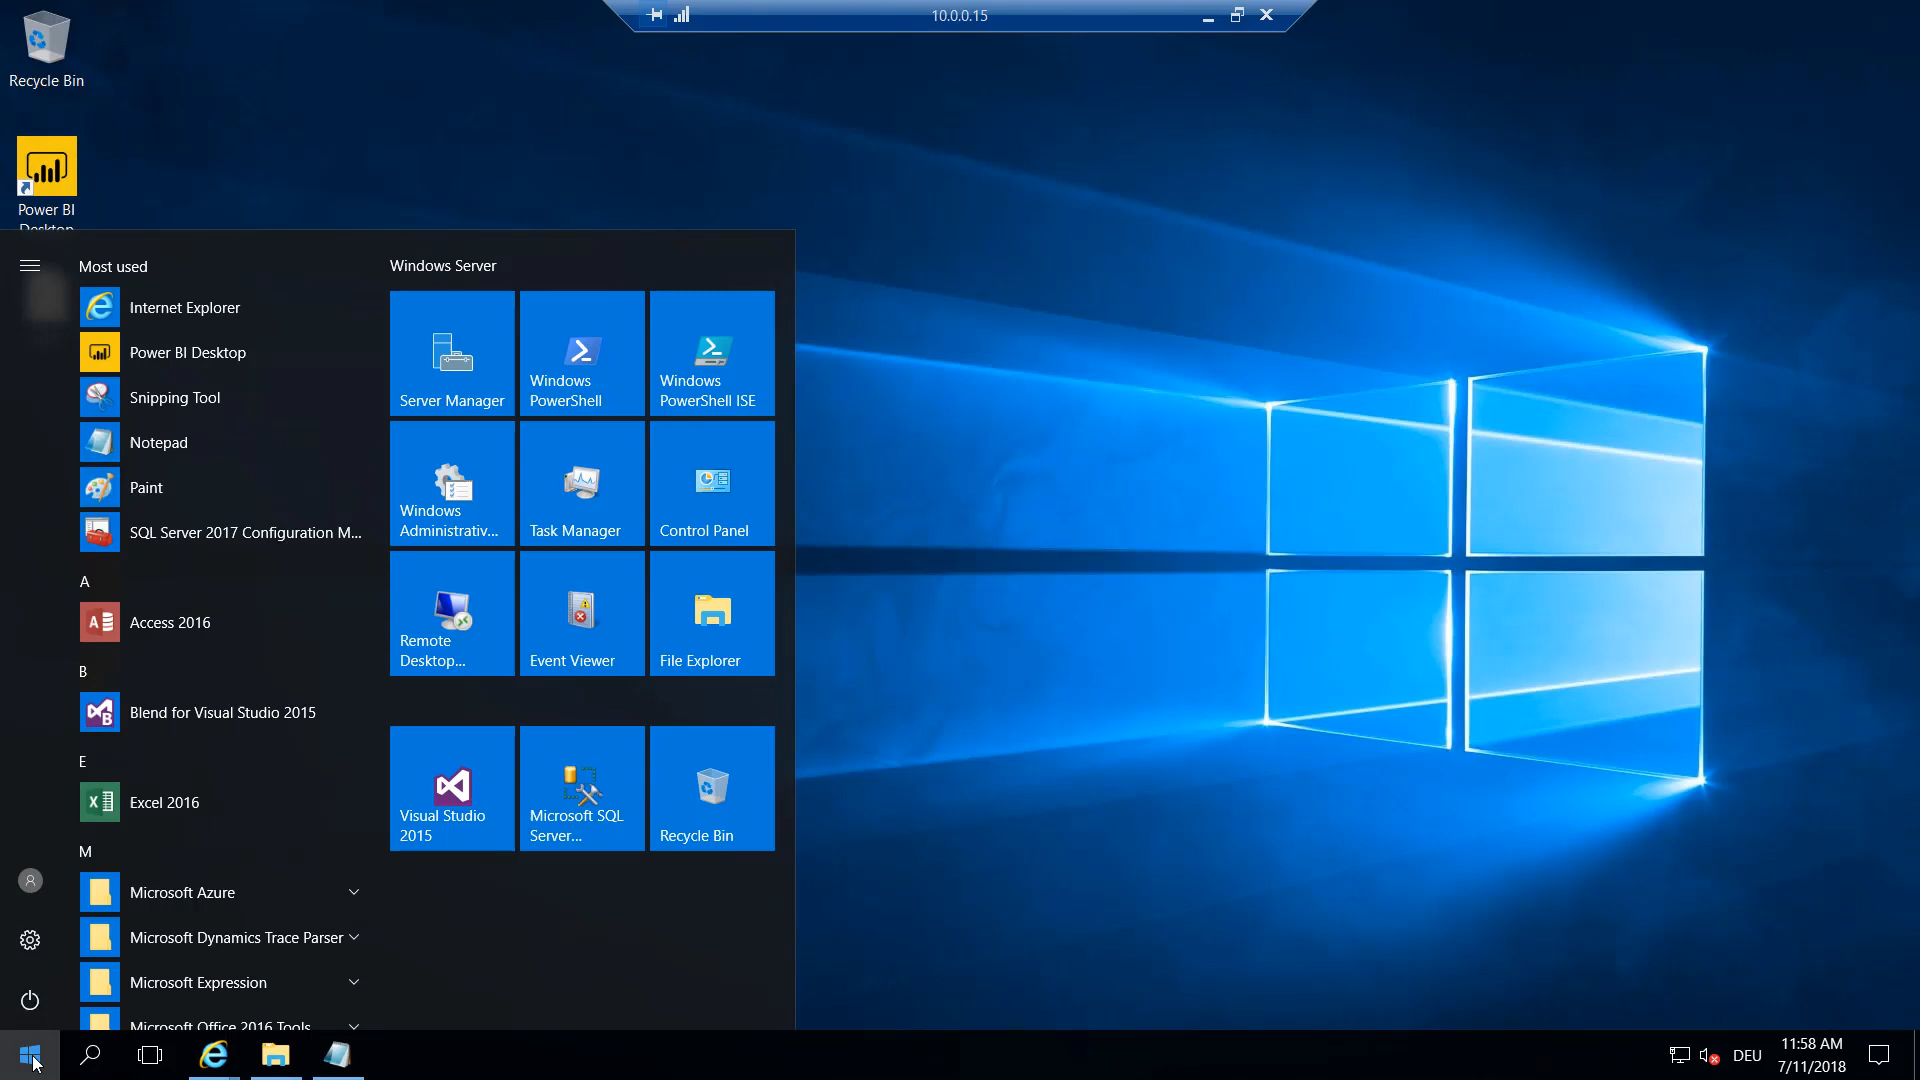 10.0.0.15
Recycle Bin
Power BI
Desktop
Most used
Internet Explorer
Power BI Desktop
Snipping Tool
Notepad
Paint
SQL Server 2017 Configuration M...
A
Access 2016
B
Blend for Visual Studio 2015
E
Excel 2016
M
Microsoft Azure
Microsoft Dynamics Trace Parser
Microsoft Expression
Microsoft Office 2016 Tools
Windows Server
Server Manager
Windows
PowerShell
Windows
PowerShell ISE
Windows
Administrativ...
Task Manager
Control Panel
Remote
Desktop...
Event Viewer
File Explorer
Visual Studio
2015
Microsoft SQL
Server...
Recycle Bin
DEU
11:58 AM
7/11/2018